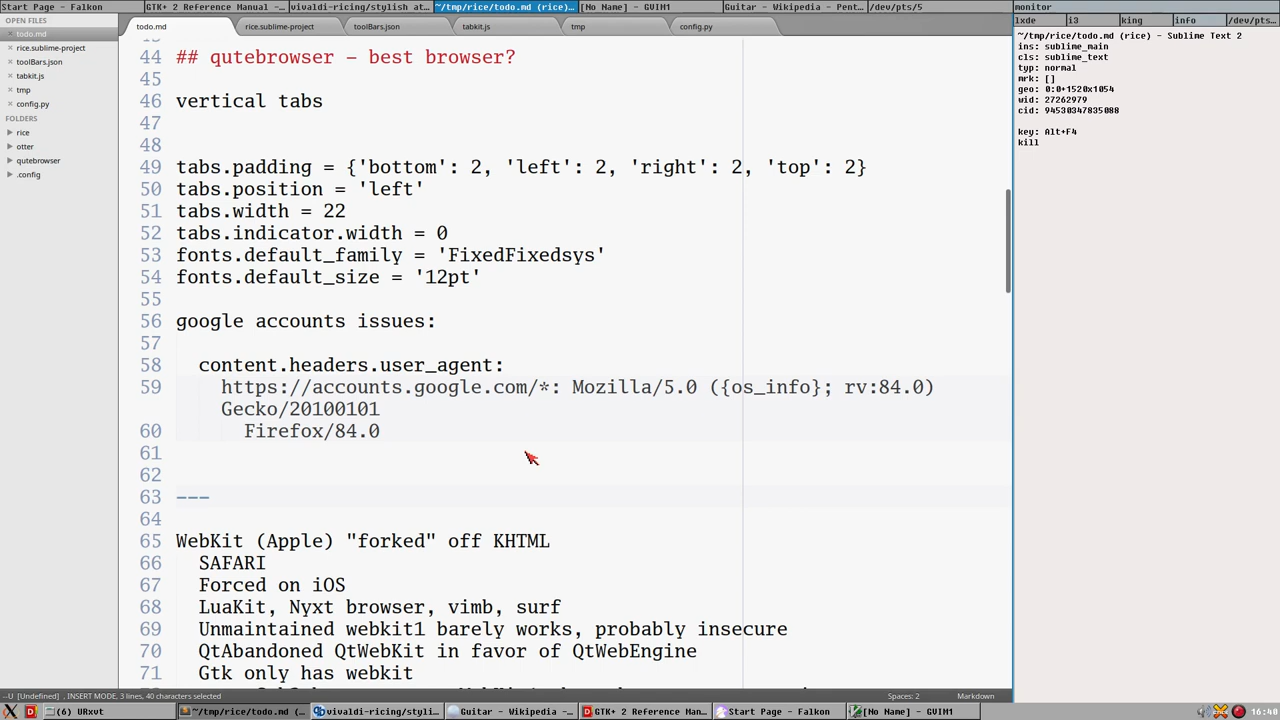 Start Page - Falkon
GTK+ 2 Reference Manual -...
vivaldi-ricing/stylish at...
~/tmp/rice/todo.md (rice)...
[No Name] - GVIM1
Guitar - Wikipedia - Pent...
/dev/pts/5
monitor
lxde
i3
king
info
/dev/pts...
OPEN FILES
todo.md
rice.sublime-project
toolBars.json
tabkit.js
tmp
config.py
FOLDERS
rice
otter
qutebrowser
.config
todo.md
rice.sublime-project
toolBars.json
tabkit.js
tmp
config.py
44 ## qutebrowser - best browser?
45
46 vertical tabs
47
48
49 tabs.padding = {'bottom': 2, 'left': 2, 'right': 2, 'top': 2}
50 tabs.position = 'left'
51 tabs.width = 22
52 tabs.indicator.width = 0
53 fonts.default_family = 'FixedFixedsys'
54 fonts.default_size = '12pt'
55
56 google accounts issues:
57
58 content.headers.user_agent:
59 https://accounts.google.com/*: Mozilla/5.0 ({os_info}; rv:84.0)
Gecko/20100101
60 Firefox/84.0
61
62
63 ---
64
65 WebKit (Apple) "forked" off KHTML
66 SAFARI
67 Forced on iOS
68 LuaKit, Nyxt browser, vimb, surf
69 Unmaintained webkit1 barely works, probably insecure
70 QtAbandoned QtWebKit in favor of QtWebEngine
71 Gtk only has webkit
~/tmp/rice/todo.md (rice) - Sublime Text 2
ins: sublime_main
cls: sublime_text
typ: normal
mrk: []
geo: 0:0+1520x1054
wid: 27262979
cid: 94530347835088
key: Alt+F4
kill
--U [Undefined] , INSERT MODE, 3 lines, 40 characters selected
Spaces: 2
Markdown
(6) URxvt
~/tmp/rice/todo.md (...
vivaldi-ricing/styli...
Guitar - Wikipedia -...
GTK+ 2 Reference Man...
Start Page - Falkon
[No Name] - GVIM1
16:40